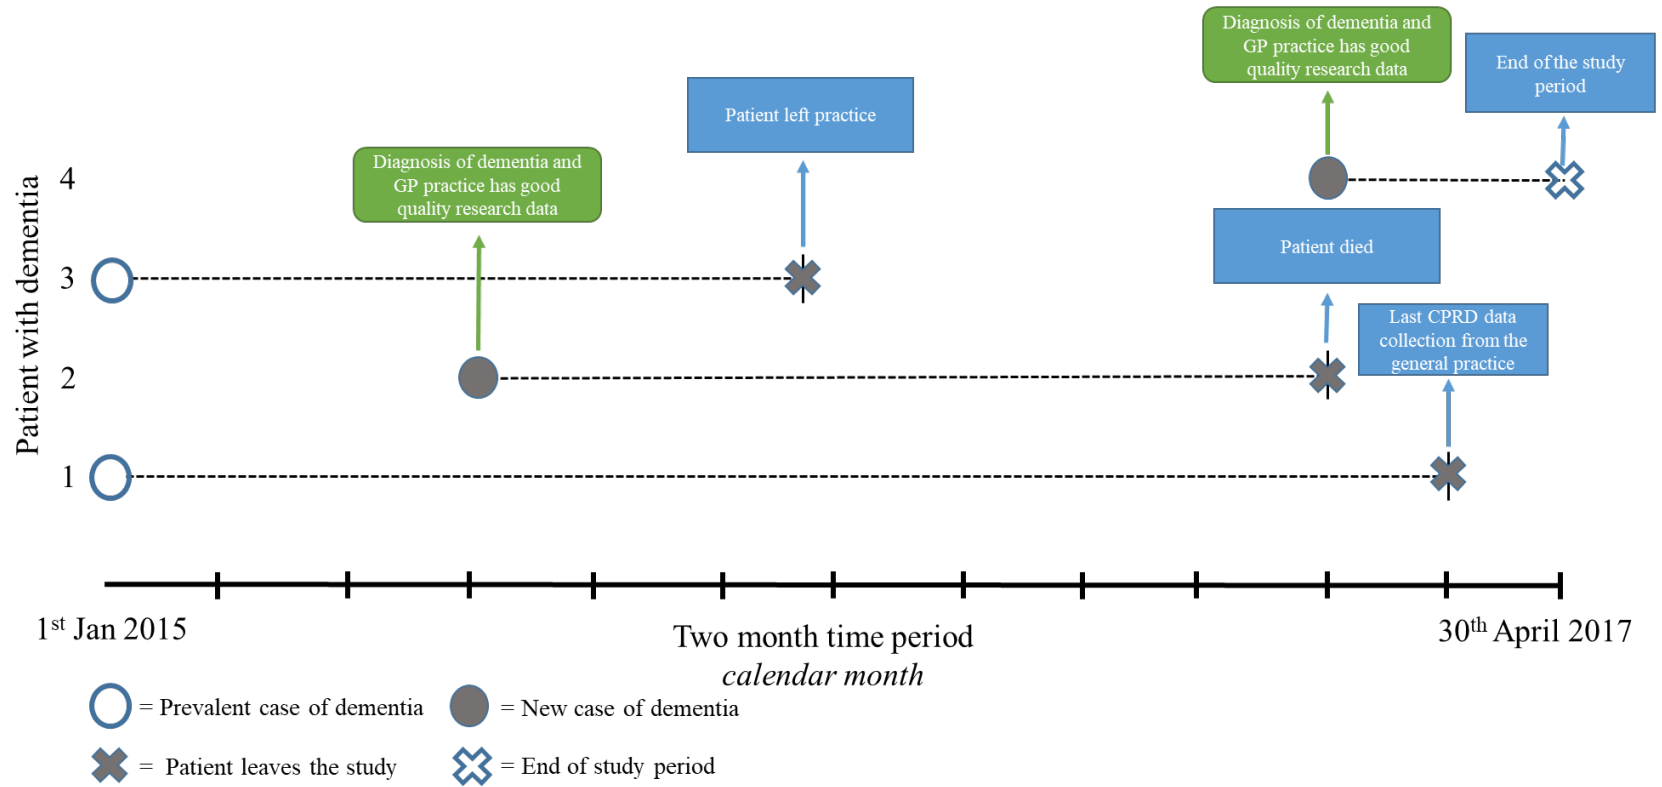 Diagnosis of dementia and
GP practice has good
quality research data
End of the study
period
Patient left practice
Diagnosis of dementia and
GP practice has good
quality research data
4
Patient died
3
Last CPRD data
collection from the
general practice
2
1
Patient with dementia
1st Jan 2015
Two month time period
calendar month
30th April 2017
= Prevalent case of dementia
= New case of dementia
= Patient leaves the study
= End of study period